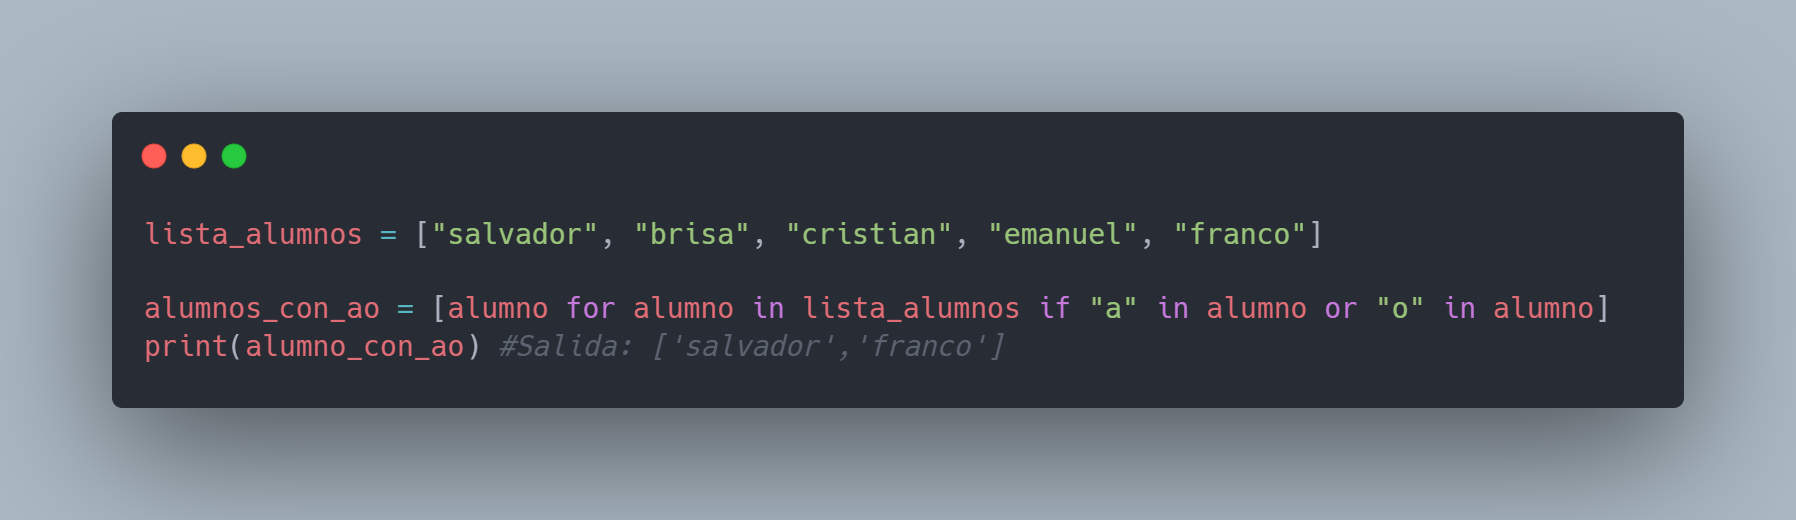 lista_alumnos = ["salvador", "brisa", "cristian", "emanuel", "franco"]
alumnos_con_ao = [alumno for alumno in lista_alumnos if "a" in alumno or "o" in alumno]
print(alumno_con_ao) #Salida: ['salvador','franco']